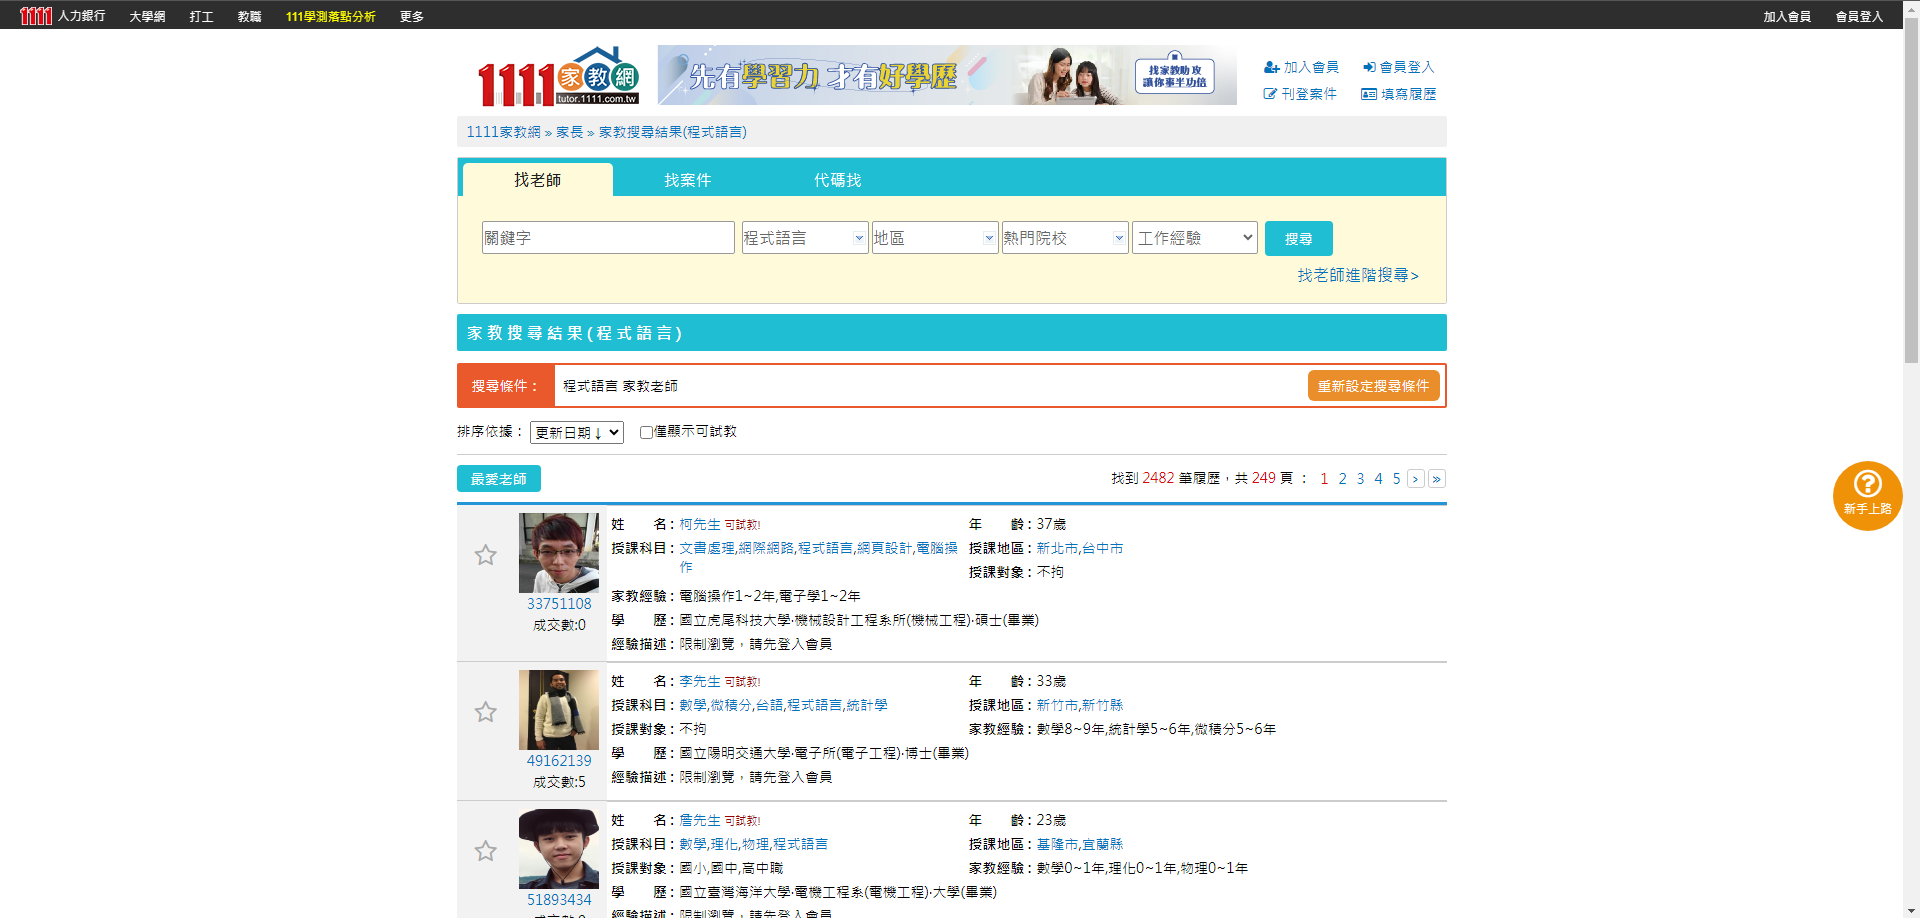 1111 人力銀行 大學網 打工 教職 111學測落點分析 更多 加入會員 會員登入
1111家教網 tutor.1111.com.tw
先有學習力 才有好學歷
找家教助攻
讓你事半功倍
加入會員 會員登入
刊登案件 填寫履歷
1111家教網 » 家長 » 家教搜尋結果(程式語言)
找老師 找案件 代碼找
關鍵字 程式語言 地區 熱門院校 工作經驗 搜尋
找老師進階搜尋>
家教搜尋結果(程式語言)
搜尋條件： 程式語言 家教老師 重新設定搜尋條件
排序依據： 更新日期↓ 僅顯示可試教
最愛老師 找到 2482 筆履歷，共 249 頁 ： 1 2 3 4 5 › »
新手上路
姓 名： 柯先生 可試教! 年 齡： 37歲
授課科目： 文書處理,網際網路,程式語言,網頁設計,電腦操作 授課地區： 新北市,台中市
授課對象： 不拘
家教經驗： 電腦操作1~2年,電子學1~2年
33751108
學 歷： 國立虎尾科技大學‧機械設計工程系所(機械工程)‧碩士(畢業)
成交數:0
經驗描述： 限制瀏覽，請先登入會員
姓 名： 李先生 可試教! 年 齡： 33歲
授課科目： 數學,微積分,台語,程式語言,統計學 授課地區： 新竹市,新竹縣
授課對象： 不拘 家教經驗： 數學8~9年,統計學5~6年,微積分5~6年
學 歷： 國立陽明交通大學‧電子所(電子工程)‧博士(畢業)
49162139
經驗描述： 限制瀏覽，請先登入會員
成交數:5
姓 名： 詹先生 可試教! 年 齡： 23歲
授課科目： 數學,理化,物理,程式語言 授課地區： 基隆市,宜蘭縣
授課對象： 國小,國中,高中職 家教經驗： 數學0~1年,理化0~1年,物理0~1年
學 歷： 國立臺灣海洋大學‧電機工程系(電機工程)‧大學(畢業)
51893434
經驗描述： 限制瀏覽，請先登入會員